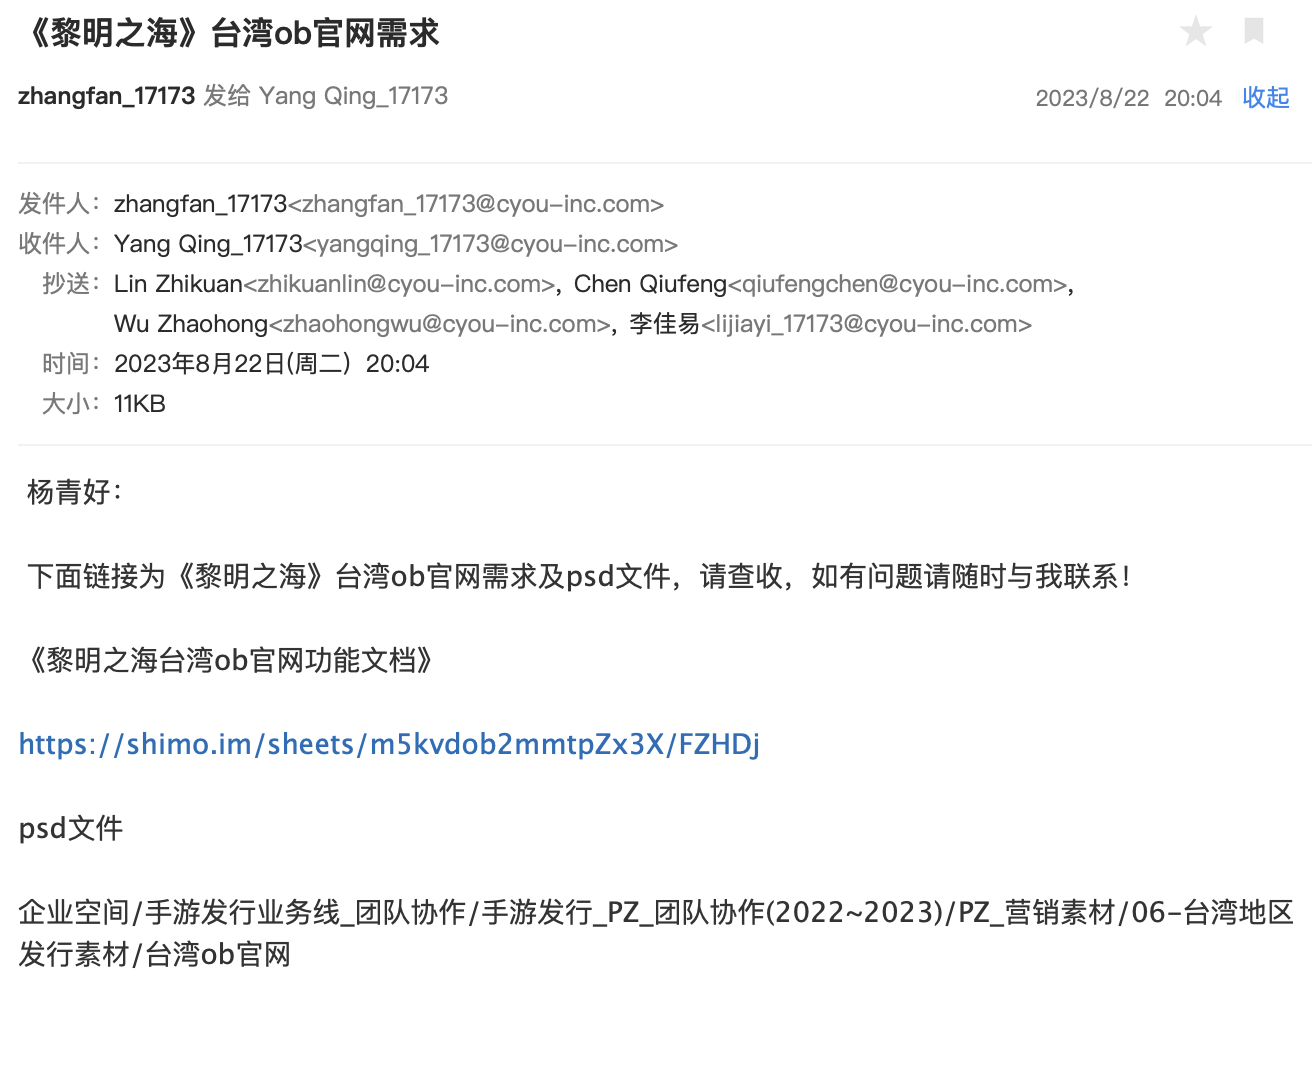 《黎明之海》台湾ob官网需求
zhangfan_17173 发给 Yang Qing_17173
2023/8/22 20:04 收起
发件人：zhangfan_17173<zhangfan_17173@cyou-inc.com>
收件人：Yang Qing_17173<yangqing_17173@cyou-inc.com>
抄送：Lin Zhikuan<zhikuanlin@cyou-inc.com>，Chen Qiufeng<qiufengchen@cyou-inc.com>，
Wu Zhaohong<zhaohongwu@cyou-inc.com>，李佳易<lijiayi_17173@cyou-inc.com>
时间：2023年8月22日(周二） 20:04
大小：11KB
杨青好：
下面链接为《黎明之海》台湾ob官网需求及psd文件，请查收，如有问题请随时与我联系！
《黎明之海台湾ob官网功能文档》
https://shimo.im/sheets/m5kvdob2mmtpZx3X/FZHDj
psd文件
企业空间/手游发行业务线_团队协作/手游发行_PZ_团队协作(2022~2023)/PZ_营销素材/06-台湾地区
发行素材/台湾ob官网